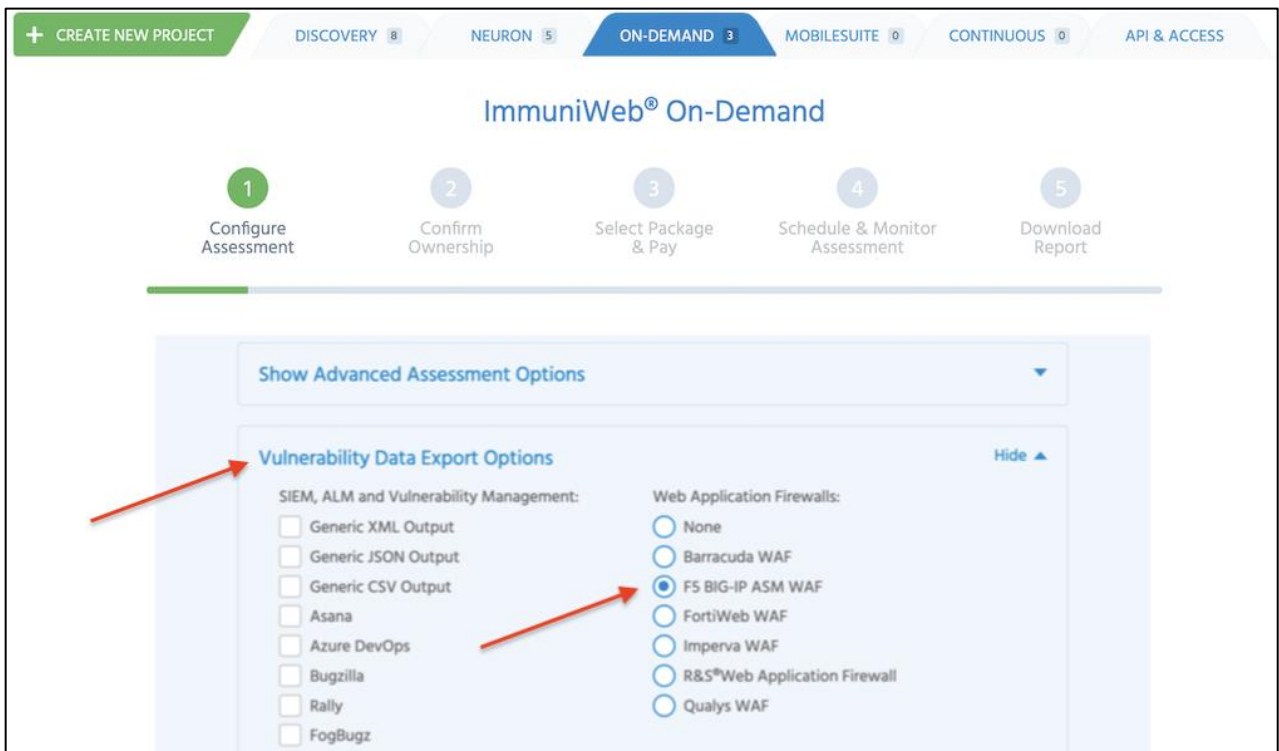 + CREATE NEW PROJECT DISCOVERY 8 NEURON 5 ON-DEMAND 3 MOBILESUITE 0 CONTINUOUS 0 API & ACCESS
ImmuniWeb® On-Demand
1 2 3 4 5
Configure Assessment
Confirm Ownership
Select Package & Pay
Schedule & Monitor Assessment
Download Report
Show Advanced Assessment Options
Vulnerability Data Export Options Hide
SIEM, ALM and Vulnerability Management:
Generic XML Output
Generic JSON Output
Generic CSV Output
Asana
Azure DevOps
Bugzilla
Rally
FogBugz
Web Application Firewalls:
None
Barracuda WAF
F5 BIG-IP ASM WAF
FortiWeb WAF
Imperva WAF
R&S®Web Application Firewall
Qualys WAF